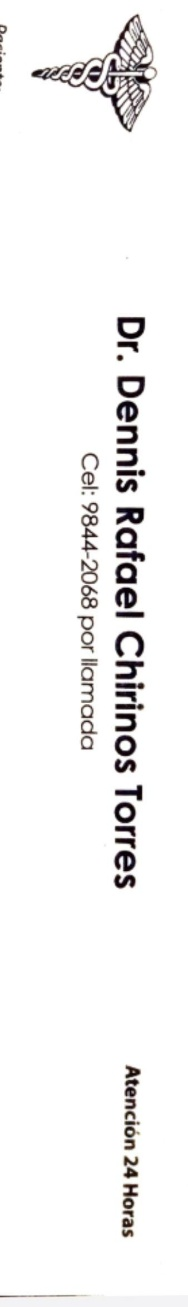 Dr. Dennis Rafael Chirinos Torres
Atención 24 Horas
Cel: 9844-2068 por llamada